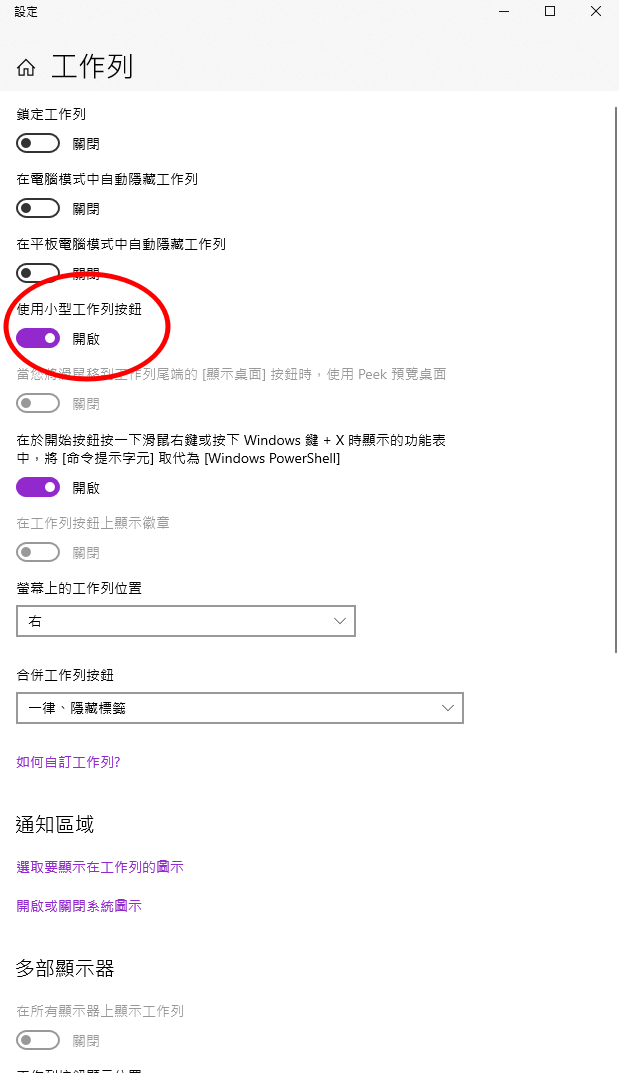 設定
工作列
鎖定工作列
關閉
在電腦模式中自動隱藏工作列
關閉
在平板電腦模式中自動隱藏工作列
關閉
使用小型工作列按鈕
開啟
當您將滑鼠移到工作列尾端的 [顯示桌面] 按鈕時，使用 Peek 預覽桌面
關閉
在於開始按鈕按一下滑鼠右鍵或按下 Windows 鍵 + X 時顯示的功能表
中，將 [命令提示字元] 取代為 [Windows PowerShell]
開啟
在工作列按鈕上顯示徽章
關閉
螢幕上的工作列位置
右
合併工作列按鈕
一律、隱藏標籤
如何自訂工作列?
通知區域
選取要顯示在工作列的圖示
開啟或關閉系統圖示
多部顯示器
在所有顯示器上顯示工作列
關閉